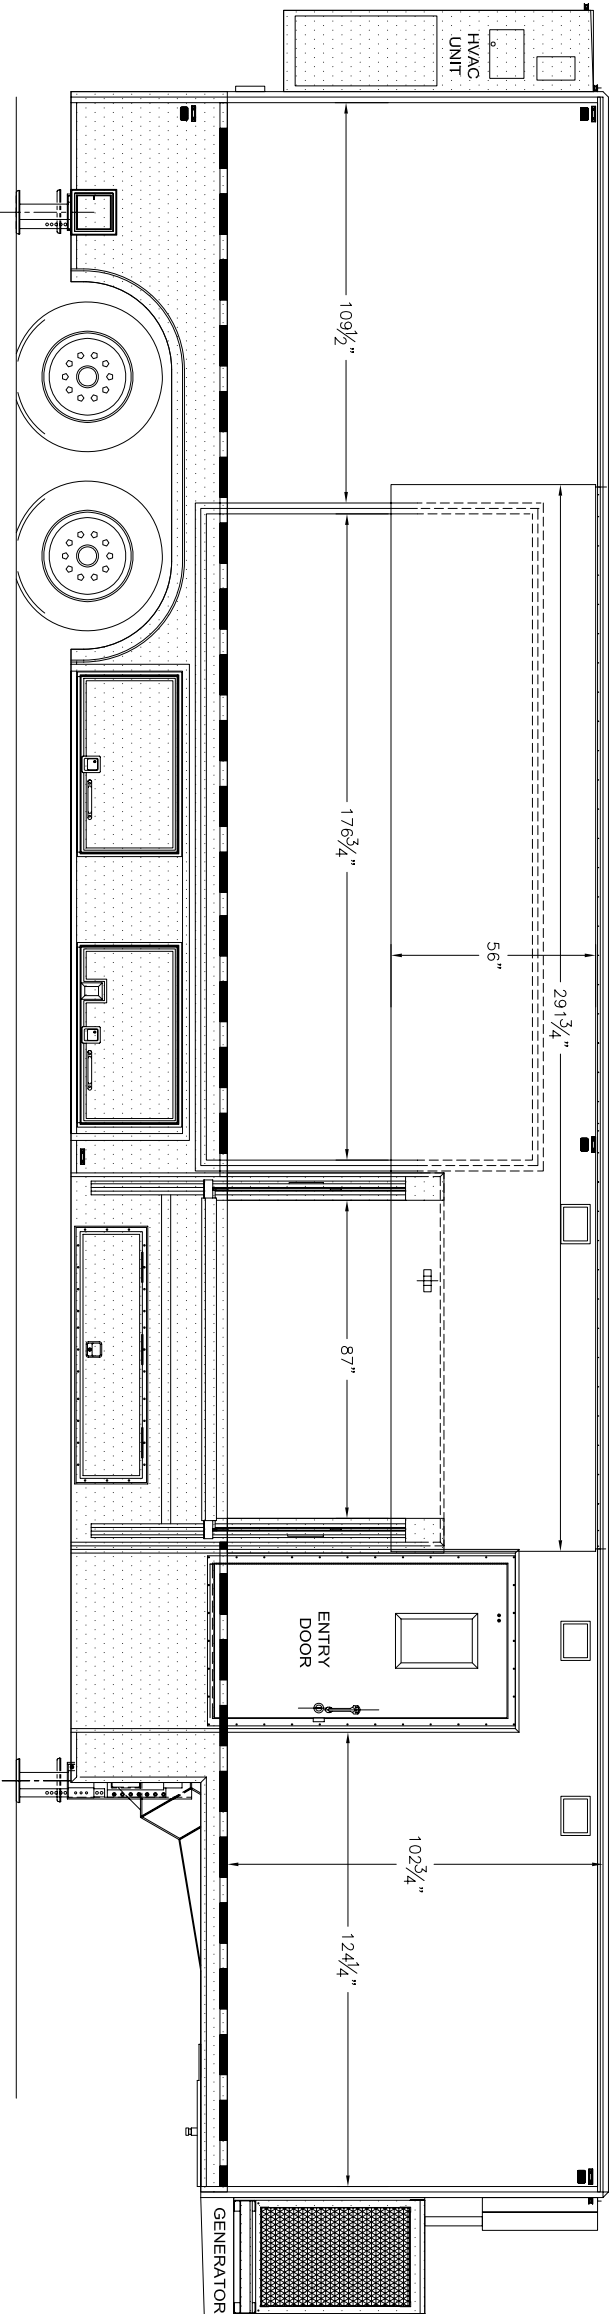 HVAC
UNIT
109½"
176¾"
56"
291¾"
87"
ENTRY
DOOR
102¾"
124¼"
GENERATOR